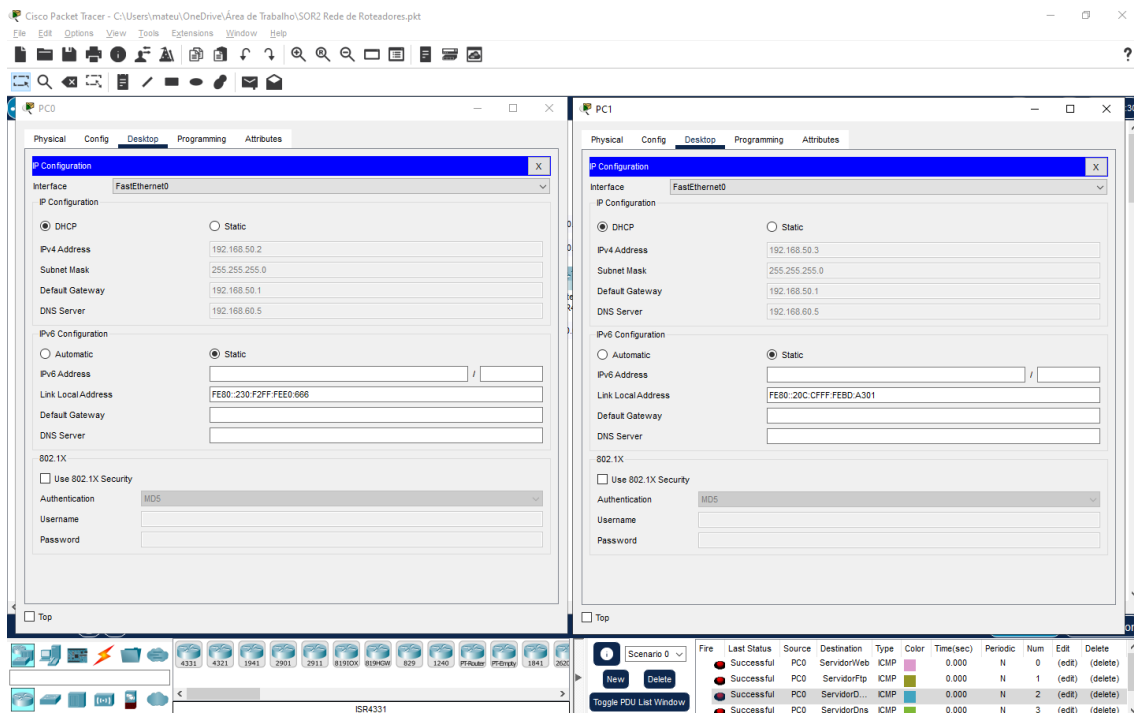 Cisco Packet Tracer - C:\Users\mateu\OneDrive\Área de Trabalho\SOR2 Rede de Roteadores.pkt
File Edit Options View Tools Extensions Window Help
PC0
Physical Config Desktop Programming Attributes
IP Configuration X
Interface FastEthernet0
IP Configuration
DHCP Static
IPv4 Address 192.168.50.2
Subnet Mask 255.255.255.0
Default Gateway 192.168.50.1
DNS Server 192.168.60.5
IPv6 Configuration
Automatic Static
IPv6 Address /
Link Local Address FE80::230:F2FF:FEE0:666
Default Gateway
DNS Server
802.1X
Use 802.1X Security
Authentication MD5
Username
Password
Top
PC1
Physical Config Desktop Programming Attributes
IP Configuration X
Interface FastEthernet0
IP Configuration
DHCP Static
IPv4 Address 192.168.50.3
Subnet Mask 255.255.255.0
Default Gateway 192.168.50.1
DNS Server 192.168.60.5
IPv6 Configuration
Automatic Static
IPv6 Address /
Link Local Address FE80::20C:CFFF:FEBD:A301
Default Gateway
DNS Server
802.1X
Use 802.1X Security
Authentication MD5
Username
Password
Top
4331 4321 1941 2901 2911 819IOX 819HGW 829 1240 PT-Router PT-Empty 1841 2620
ISR4331
Scenario 0
New Delete
Toggle PDU List Window
Fire Last Status Source Destination Type Color Time(sec) Periodic Num Edit Delete
Successful PC0 ServidorWeb ICMP 0.000 N 0 (edit) (delete)
Successful PC0 ServidorFtp ICMP 0.000 N 1 (edit) (delete)
Successful PC0 ServidorD... ICMP 0.000 N 2 (edit) (delete)
Successful PC0 ServidorDns ICMP 0.000 N 3 (edit) (delete)